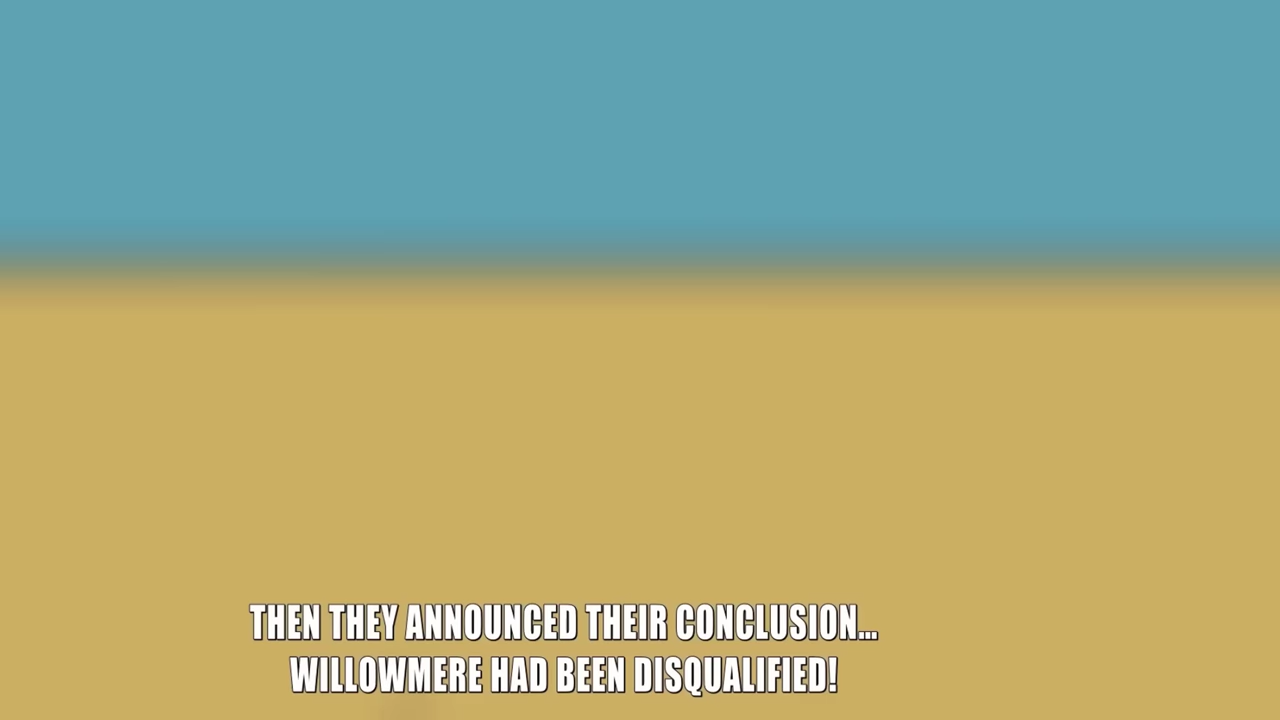 THEN THEY ANNOUNCED THEIR CONCLUSION...
WILLOWMERE HAD BEEN DISQUALIFIED!